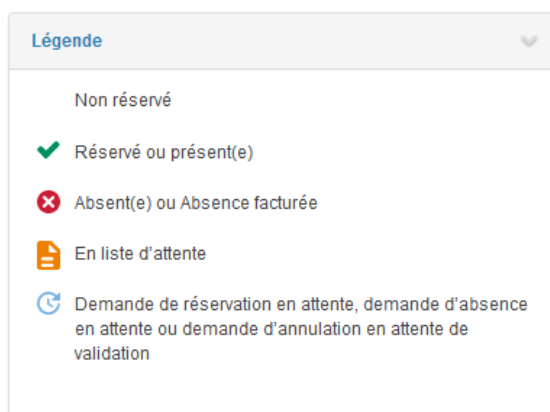 Légende
Non réservé
Réservé ou présent(e)
Absent(e) ou Absence facturée
En liste d'attente
Demande de réservation en attente, demande d'absence
en attente ou demande d'annulation en attente de
validation